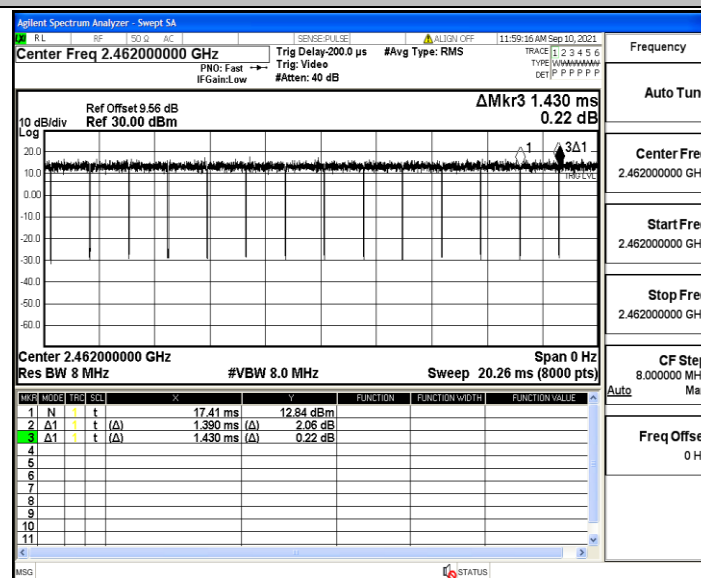 Agilent Spectrum Analyzer - Swept SA
RL RF 50 Ω AC SENSE:PULSE ALIGN OFF 11:59:16 AM Sep 10, 2021
Center Freq 2.462000000 GHz
PNO: Fast
IFGain:Low
Trig Delay-200.0 µs
Trig: Video
#Atten: 40 dB
#Avg Type: RMS
TRACE 1 2 3 4 5 6
TYPE WWWWWW
DET P P P P P P
Ref Offset 9.56 dB
10 dB/div Ref 30.00 dBm
Log
ΔMkr3 1.430 ms
0.22 dB
1
3Δ1
20.0
10.0
TRIG LVL
0.00
-10.0
-20.0
-30.0
-40.0
-50.0
-60.0
Center 2.462000000 GHz Span 0 Hz
Res BW 8 MHz #VBW 8.0 MHz Sweep 20.26 ms (8000 pts)
MKR MODE TRC SCL X Y FUNCTION FUNCTION WIDTH FUNCTION VALUE
1 N 1 t 17.41 ms 12.84 dBm
2 Δ1 1 t (Δ) 1.390 ms (Δ) 2.06 dB
3 Δ1 1 t (Δ) 1.430 ms (Δ) 0.22 dB
4
5
6
7
8
9
10
11
MSG STATUS
Frequency
Auto Tun
Center Fre
2.462000000 GH
Start Fre
2.462000000 GH
Stop Fre
2.462000000 GH
CF Ste
8.000000 MH
Auto Ma
Freq Offse
0 H